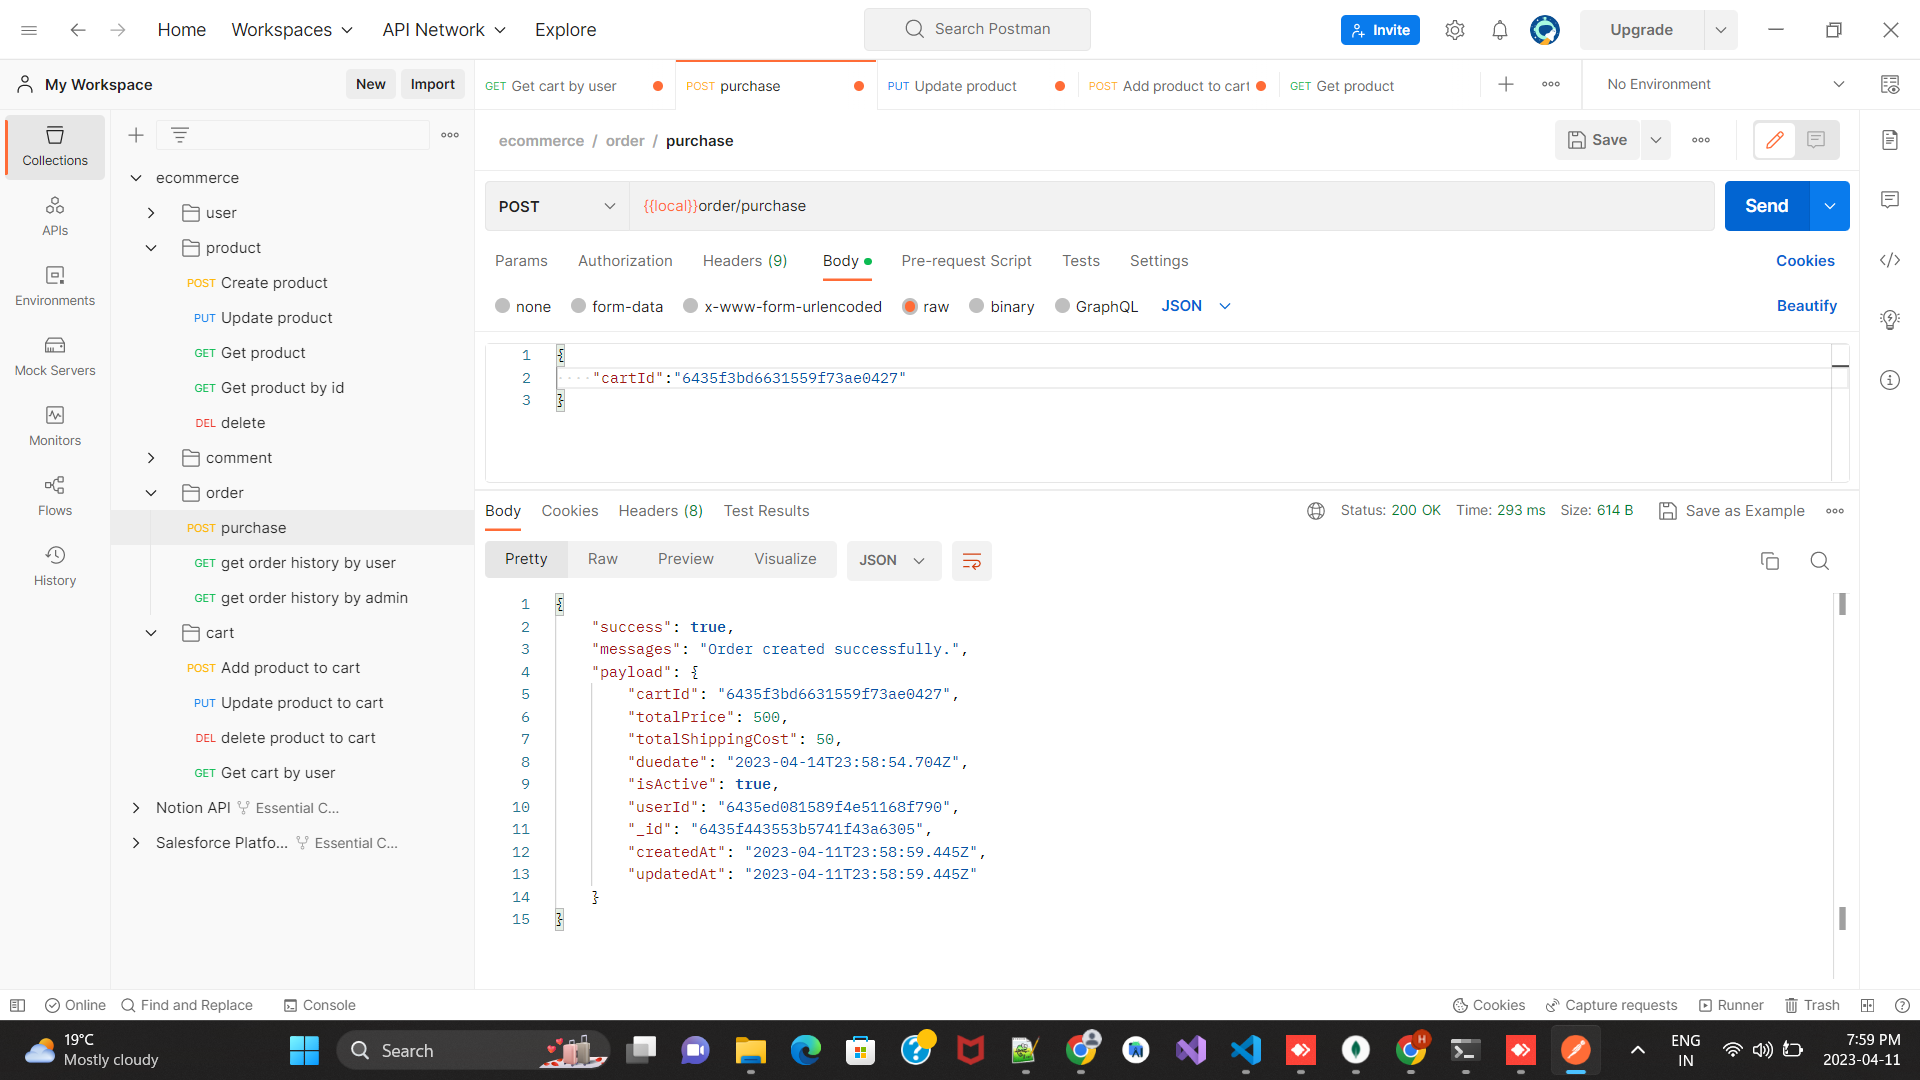 Home
Workspaces
API Network
Explore
Search Postman
Invite
Upgrade
My Workspace
New
Import
GET Get cart by user
POST purchase
PUT Update product
POST Add product to cart
GET Get product
No Environment
Collections
APIs
Environments
Mock Servers
Monitors
Flows
History
ecommerce
user
product
POST Create product
PUT Update product
GET Get product
GET Get product by id
DEL delete
comment
order
POST purchase
GET get order history by user
GET get order history by admin
cart
POST Add product to cart
PUT Update product to cart
DEL delete product to cart
GET Get cart by user
Notion API Essential C...
Salesforce Platfo... Essential C...
ecommerce / order / purchase
Save
POST
{{local}}order/purchase
Send
Params
Authorization
Headers (9)
Body
Pre-request Script
Tests
Settings
Cookies
none
form-data
x-www-form-urlencoded
raw
binary
GraphQL
JSON
Beautify
1 {
2 "cartId":"6435f3bd6631559f73ae0427"
3 }
Body
Cookies
Headers (8)
Test Results
Status: 200 OK
Time: 293 ms
Size: 614 B
Save as Example
Pretty
Raw
Preview
Visualize
JSON
1 {
2 "success": true,
3 "messages": "Order created successfully.",
4 "payload": {
5 "cartId": "6435f3bd6631559f73ae0427",
6 "totalPrice": 500,
7 "totalShippingCost": 50,
8 "duedate": "2023-04-14T23:58:54.704Z",
9 "isActive": true,
10 "userId": "6435ed081589f4e51168f790",
11 "_id": "6435f443553b5741f43a6305",
12 "createdAt": "2023-04-11T23:58:59.445Z",
13 "updatedAt": "2023-04-11T23:58:59.445Z"
14 }
15 }
Online
Find and Replace
Console
Cookies
Capture requests
Runner
Trash
19°C
Mostly cloudy
Search
H
ENG
IN
7:59 PM
2023-04-11